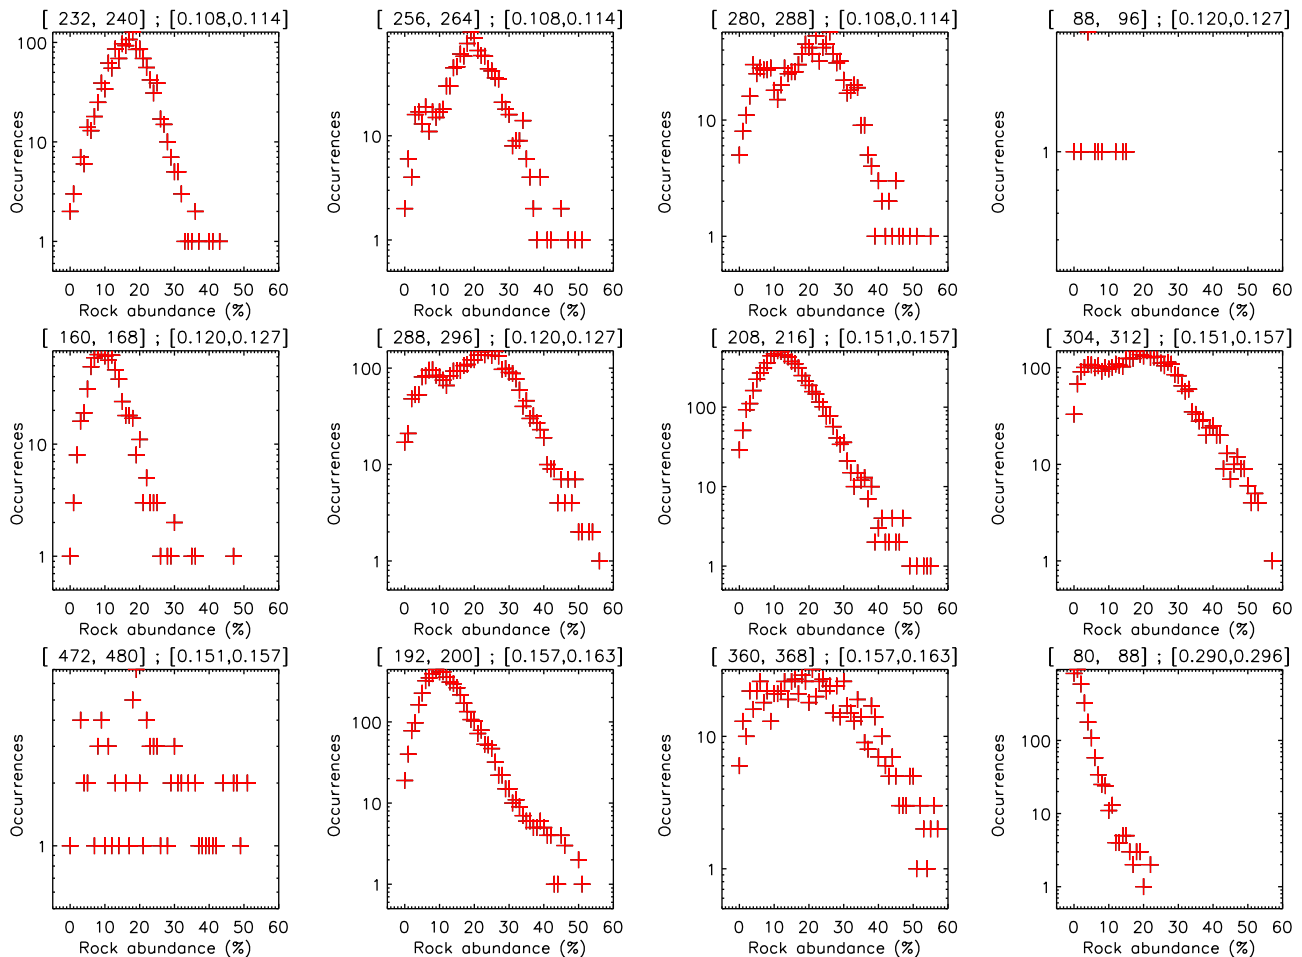 [ 232, 240] ; [0.108,0.114]
[ 256, 264] ; [0.108,0.114]
[ 280, 288] ; [0.108,0.114]
[  88,  96] ; [0.120,0.127]
Occurrences
100
10
1
0 10 20 30 40 50 60
Rock abundance (%)
Occurrences
10
1
0 10 20 30 40 50 60
Rock abundance (%)
Occurrences
10
1
0 10 20 30 40 50 60
Rock abundance (%)
Occurrences
1
0 10 20 30 40 50 60
Rock abundance (%)
[ 160, 168] ; [0.120,0.127]
[ 288, 296] ; [0.120,0.127]
[ 208, 216] ; [0.151,0.157]
[ 304, 312] ; [0.151,0.157]
Occurrences
10
1
0 10 20 30 40 50 60
Rock abundance (%)
Occurrences
100
10
1
0 10 20 30 40 50 60
Rock abundance (%)
Occurrences
100
10
1
0 10 20 30 40 50 60
Rock abundance (%)
Occurrences
100
10
1
0 10 20 30 40 50 60
Rock abundance (%)
[ 472, 480] ; [0.151,0.157]
[ 192, 200] ; [0.157,0.163]
[ 360, 368] ; [0.157,0.163]
[  80,  88] ; [0.290,0.296]
Occurrences
1
0 10 20 30 40 50 60
Rock abundance (%)
Occurrences
100
10
1
0 10 20 30 40 50 60
Rock abundance (%)
Occurrences
10
1
0 10 20 30 40 50 60
Rock abundance (%)
Occurrences
100
10
1
0 10 20 30 40 50 60
Rock abundance (%)